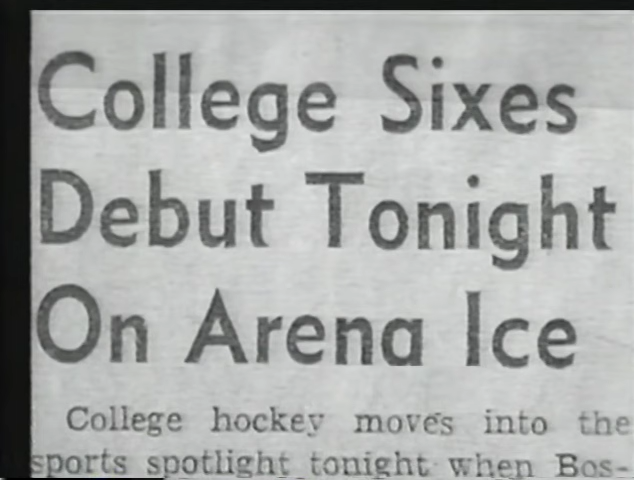 College Sixes
Debut Tonight
On Arena Ice
College hockey moves into the
sports spotlight tonight when Bos-